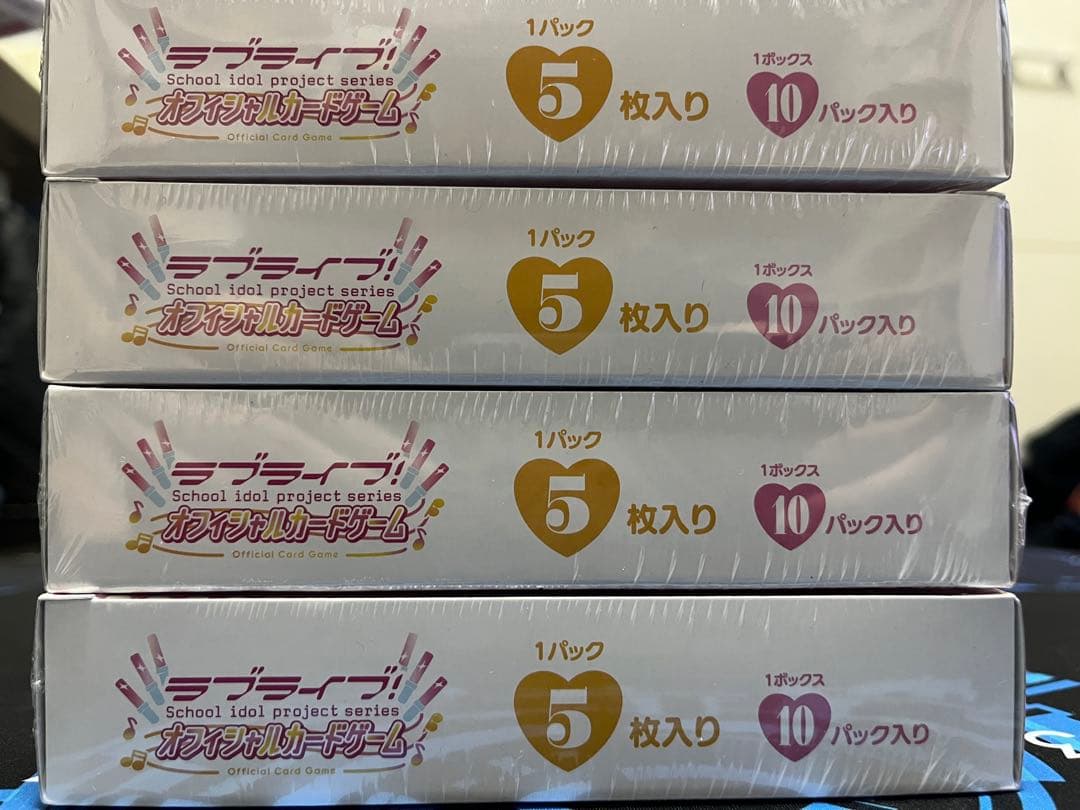 ラブライブ!
School idol project series
オフィシャルカードゲーム
Official Card Game
1パック
5枚入り
1ボックス
10パック入り
ラブライブ!
School idol project series
オフィシャルカードゲーム
Official Card Game
1パック
5枚入り
1ボックス
10パック入り
ラブライブ!
School idol project series
オフィシャルカードゲーム
Official Card Game
1パック
5枚入り
1ボックス
10パック入り
ラブライブ!
School idol project series
オフィシャルカードゲーム
Official Card Game
1パック
5枚入り
1ボックス
10パック入り